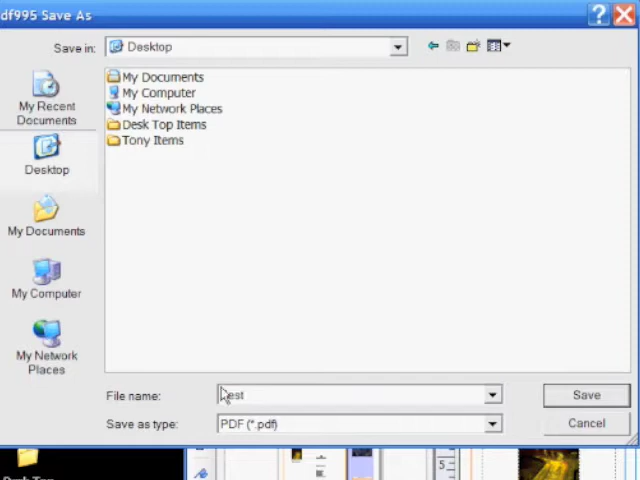 df995 Save As
Save in:
Desktop
My Recent
Documents
Desktop
My Documents
My Computer
My Network
Places
My Documents
My Computer
My Network Places
Desk Top Items
Tony Items
File name:
Save
Save as type:
PDF (*.pdf)
Cancel
5